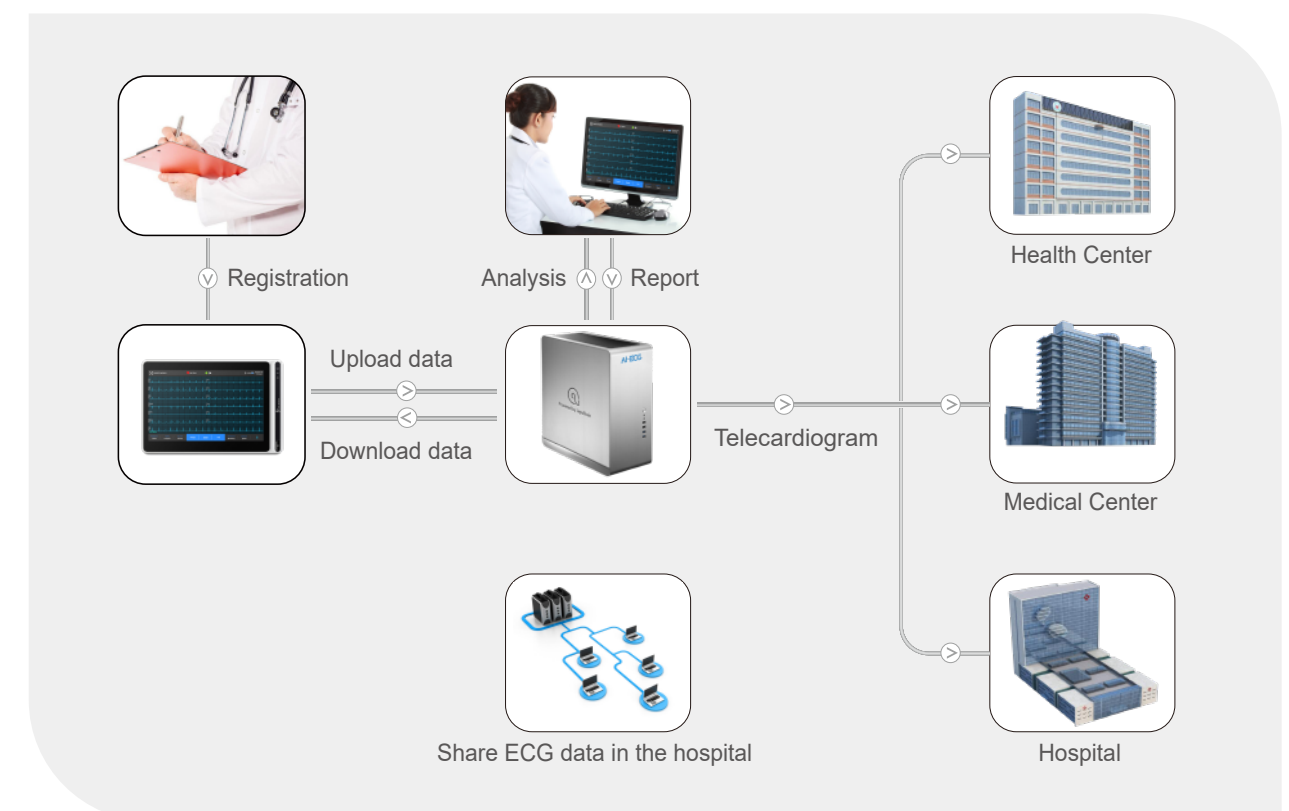 Registration
Analysis
Report
Health Center
Upload data
Download data
AI-ECG
Telecardiogram
Medical Center
Share ECG data in the hospital
Hospital